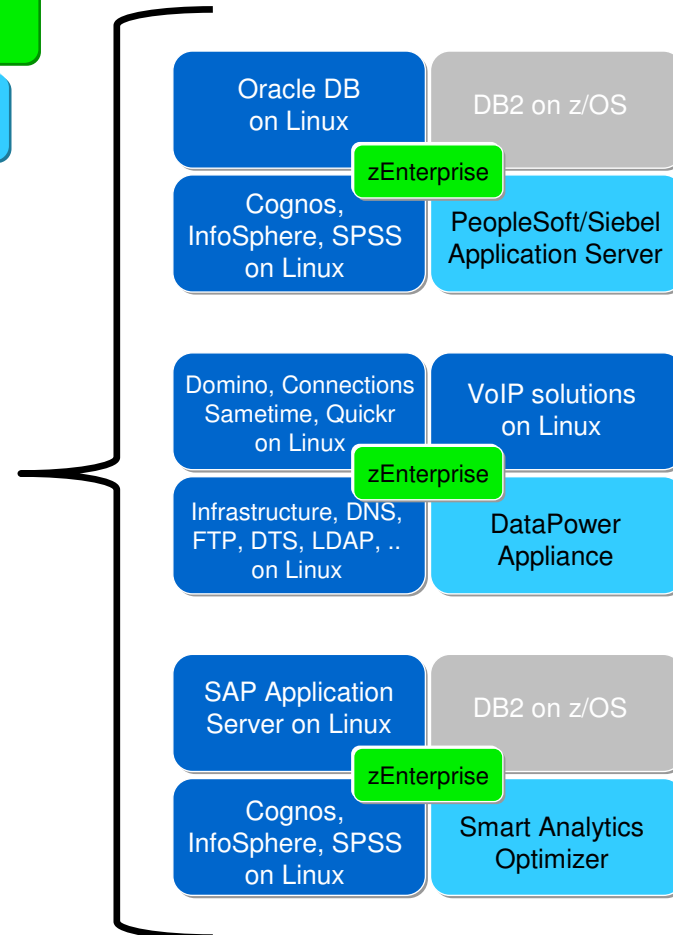 Oracle DB
on Linux
DB2 on z/OS
zEnterprise
Cognos,
InfoSphere, SPSS
on Linux
PeopleSoft/Siebel
Application Server
Domino, Connections
Sametime, Quickr
on Linux
VoIP solutions
on Linux
zEnterprise
Infrastructure, DNS,
FTP, DTS, LDAP, ..
on Linux
DataPower
Appliance
SAP Application
Server on Linux
DB2 on z/OS
zEnterprise
Cognos,
InfoSphere, SPSS
on Linux
Smart Analytics
Optimizer